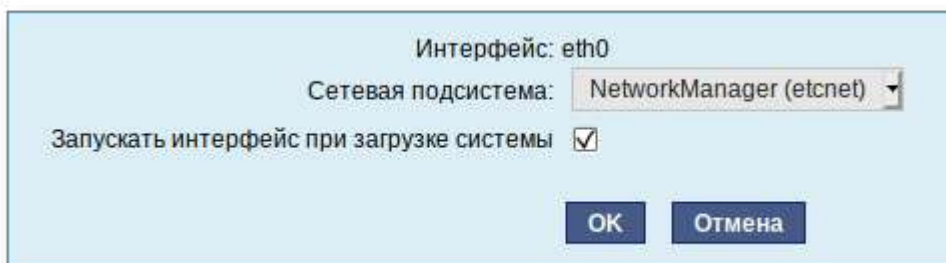 Интерфейс: eth0
Сетевая подсистема: NetworkManager (etcnet)
Запускать интерфейс при загрузке системы
OK Отмена